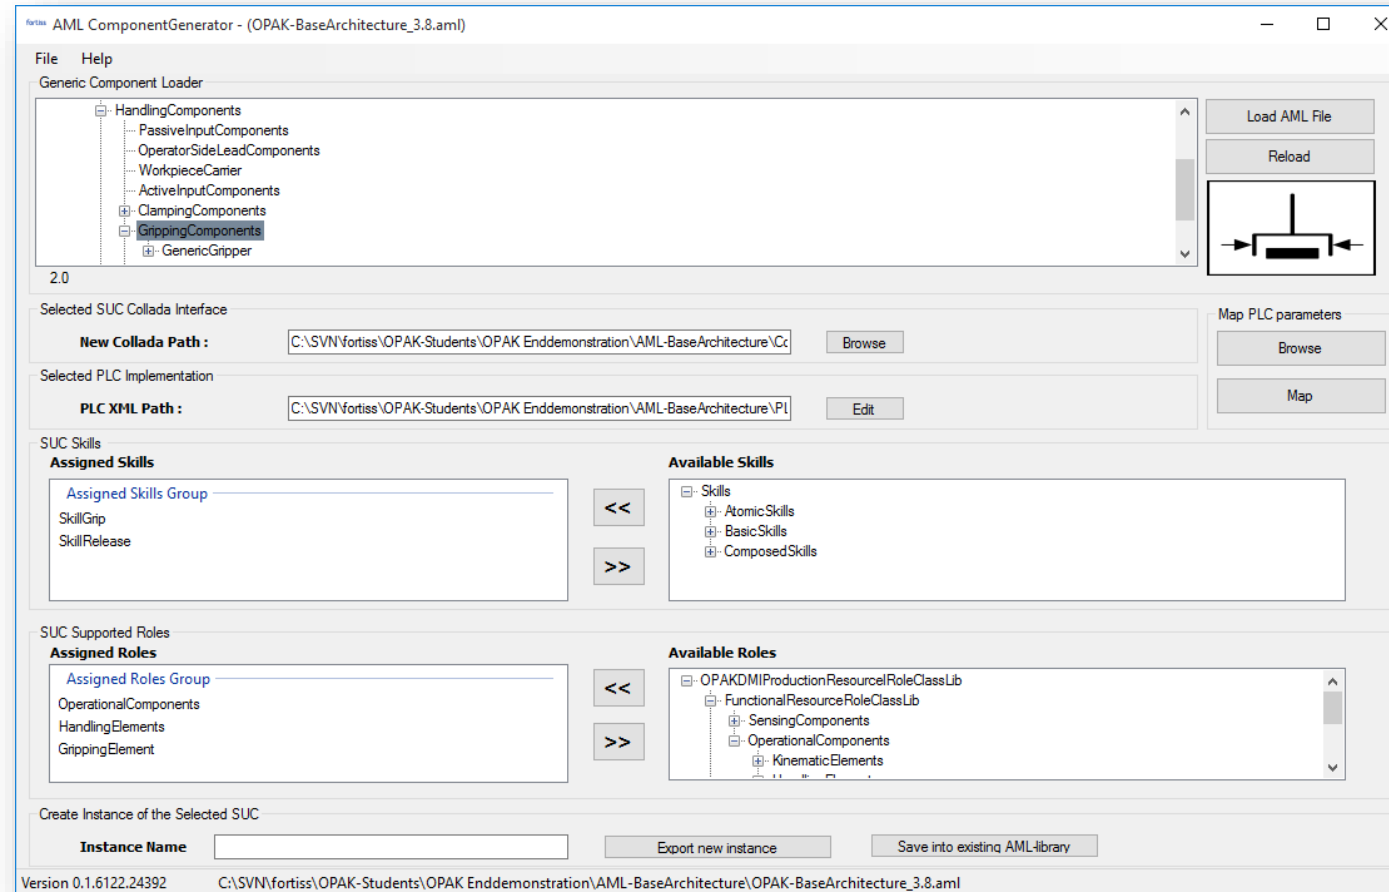 fortiss AML ComponentGenerator - (OPAK-BaseArchitecture_3.8.aml)
File Help
Generic Component Loader
HandlingComponents
PassiveInputComponents
OperatorSideLeadComponents
WorkpieceCarrier
ActiveInputComponents
ClampingComponents
GrippingComponents
GenericGripper
2.0
Load AML File
Reload
Selected SUC Collada Interface
New Collada Path : C:\SVN\fortiss\OPAK-Students\OPAK Enddemonstration\AML-BaseArchitecture\Cc Browse
Selected PLC Implementation
PLC XML Path : C:\SVN\fortiss\OPAK-Students\OPAK Enddemonstration\AML-BaseArchitecture\PL Edit
Map PLC parameters
Browse
Map
SUC Skills
Assigned Skills
Assigned Skills Group
SkillGrip
SkillRelease
<<
>>
Available Skills
Skills
AtomicSkills
BasicSkills
ComposedSkills
SUC Supported Roles
Assigned Roles
Assigned Roles Group
OperationalComponents
HandlingElements
GrippingElement
<<
>>
Available Roles
OPAKDMIProductionResourcelRoleClassLib
FunctionalResourceRoleClassLib
SensingComponents
OperationalComponents
KinematicElements
Create Instance of the Selected SUC
Instance Name Export new instance Save into existing AML-library
Version 0.1.6122.24392 C:\SVN\fortiss\OPAK-Students\OPAK Enddemonstration\AML-BaseArchitecture\OPAK-BaseArchitecture_3.8.aml